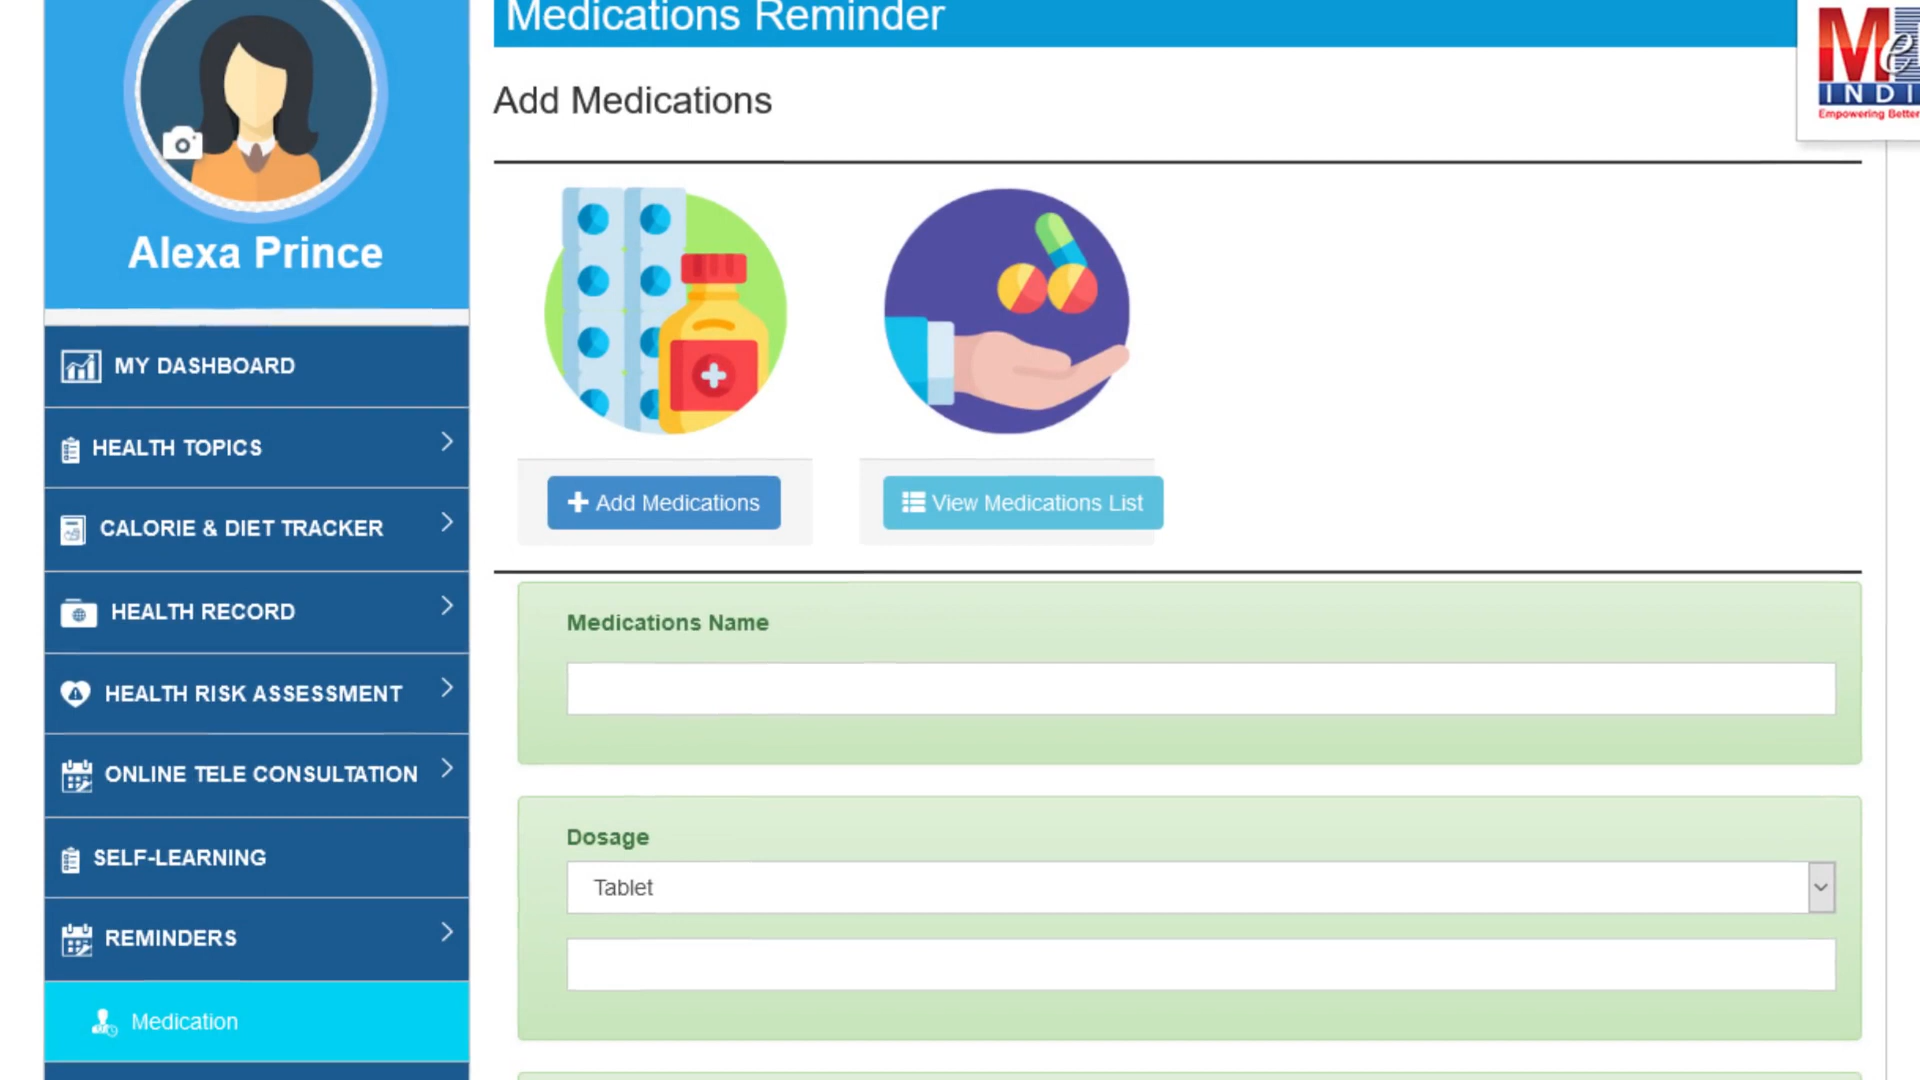 Medications Reminder
Add Medications
INDI
Empowering Better
Alexa Prince
MY DASHBOARD
HEALTH TOPICS
CALORIE & DIET TRACKER
HEALTH RECORD
HEALTH RISK ASSESSMENT
ONLINE TELE CONSULTATION
SELF-LEARNING
REMINDERS
Medication
Add Medications
View Medications List
Medications Name
Dosage
Tablet